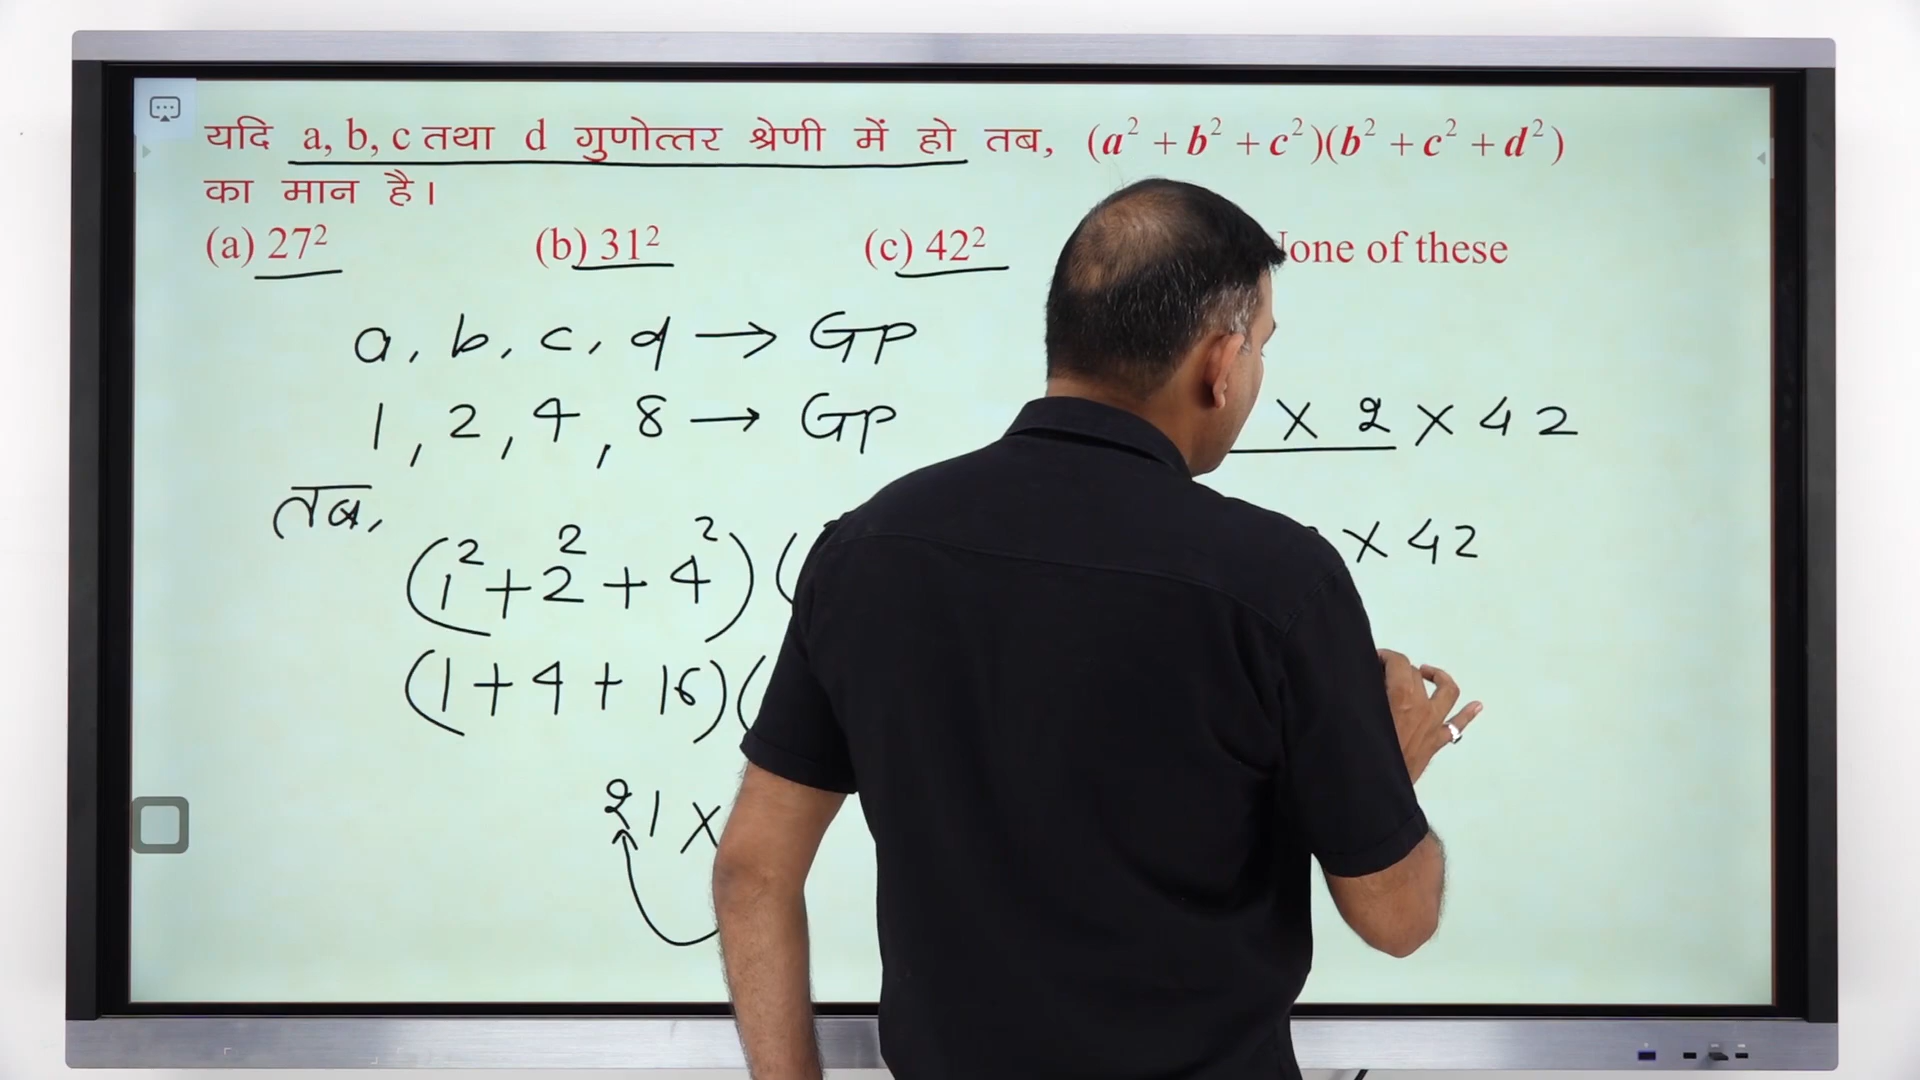 यदि a, b, c तथा d गुणोत्तर श्रेणी में हो तब, (a² + b² + c²)(b² + c² + d²)
का मान है।
(a) 27² (b) 31² (c) 42² one of these
a, b, c, d → GP
1, 2, 4, 8 → GP
× 2 × 42
तब,
× 42
(1² + 2² + 4²) (
(1 + 4 + 16) (
21 ×